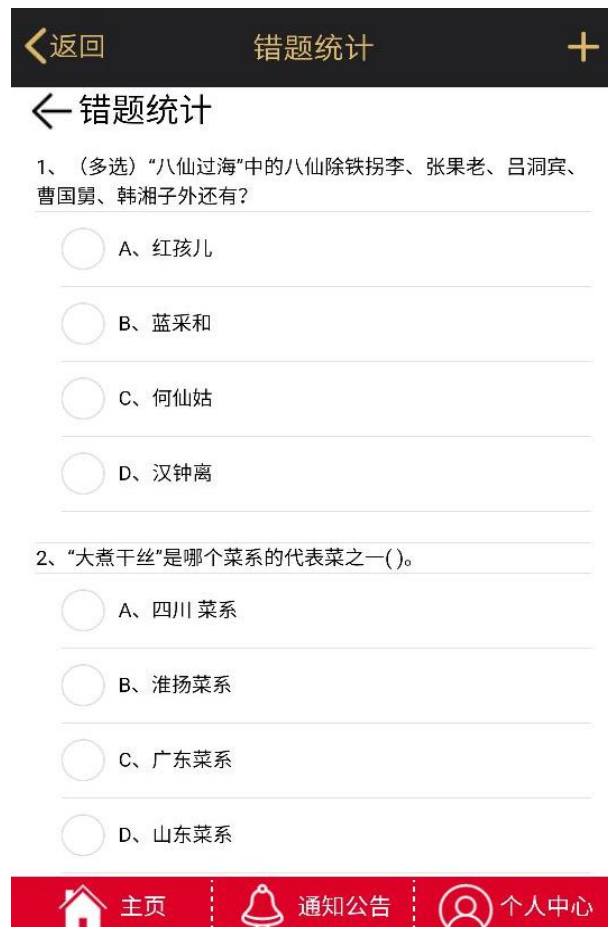 返回
错题统计
错题统计
1、（多选）“八仙过海”中的八仙除铁拐李、张果老、吕洞宾、
曹国舅、韩湘子外还有?
A、红孩儿
B、蓝采和
C、何仙姑
D、汉钟离
2、“大煮干丝”是哪个菜系的代表菜之一( )。
A、四川 菜系
B、淮扬菜系
C、广东菜系
D、山东菜系
主页
通知公告
个人中心